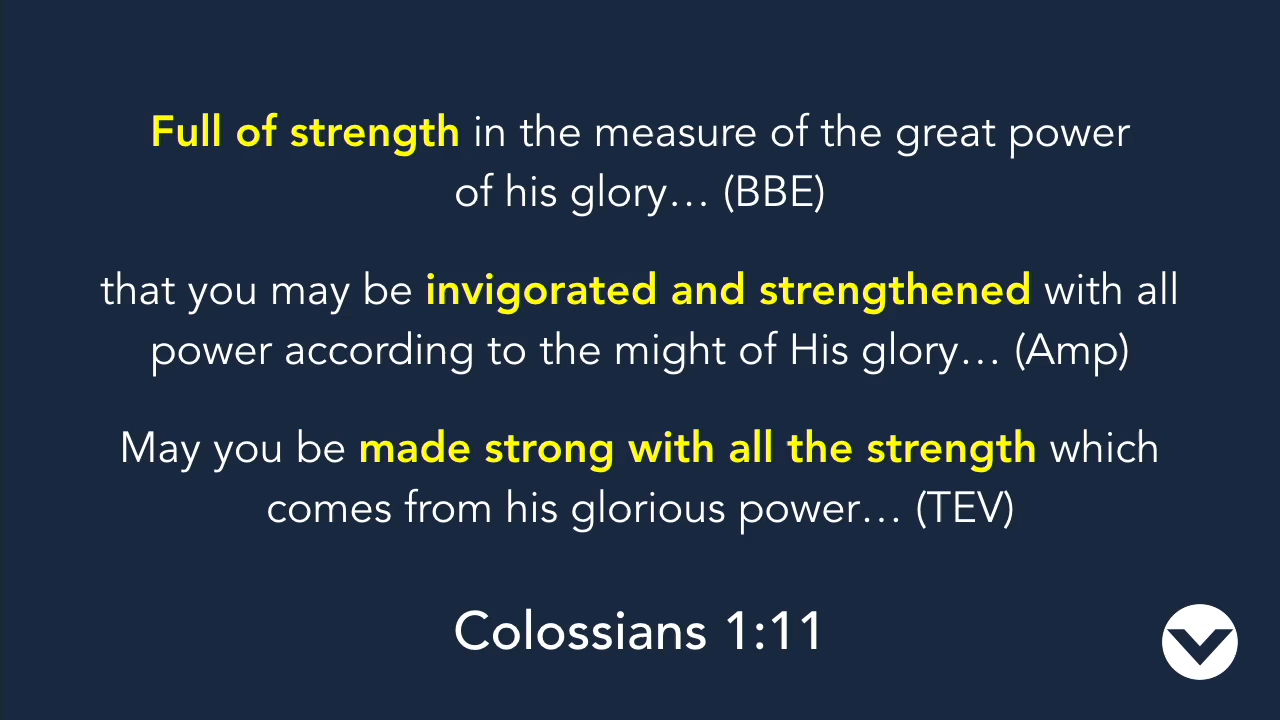 Full of strength in the measure of the great power
of his glory… (BBE)
that you may be invigorated and strengthened with all
power according to the might of His glory… (Amp)
May you be made strong with all the strength which
comes from his glorious power… (TEV)
Colossians 1:11